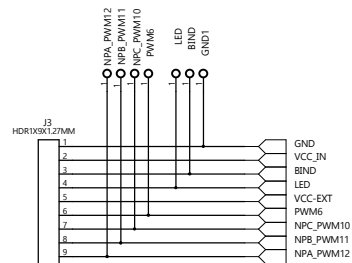 NPA_PWM12
NPB_PWM11
NPC_PWM10
PWM6
LED
BIND
GND1
1
1
1
1
1
1
1
J3
HDR1X9X1.27MM
1
GND
2
VCC_IN
3
BIND
4
LED
5
VCC-EXT
6
PWM6
7
NPC_PWM10
8
NPB_PWM11
9
NPA_PWM12